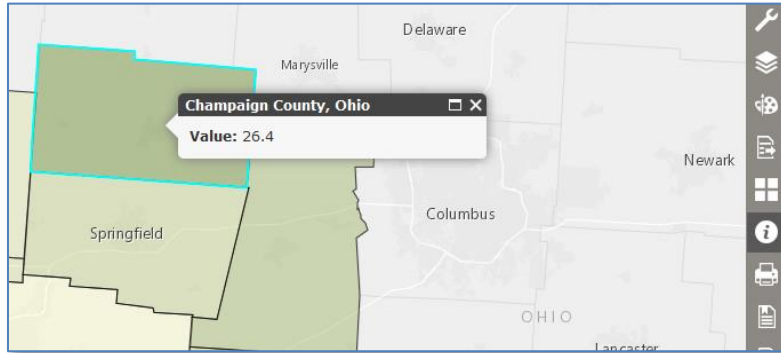 Delaware
Marysville
Champaign County, Ohio
Value: 26.4
Newark
Columbus
Springfield
OHIO
Lancaster